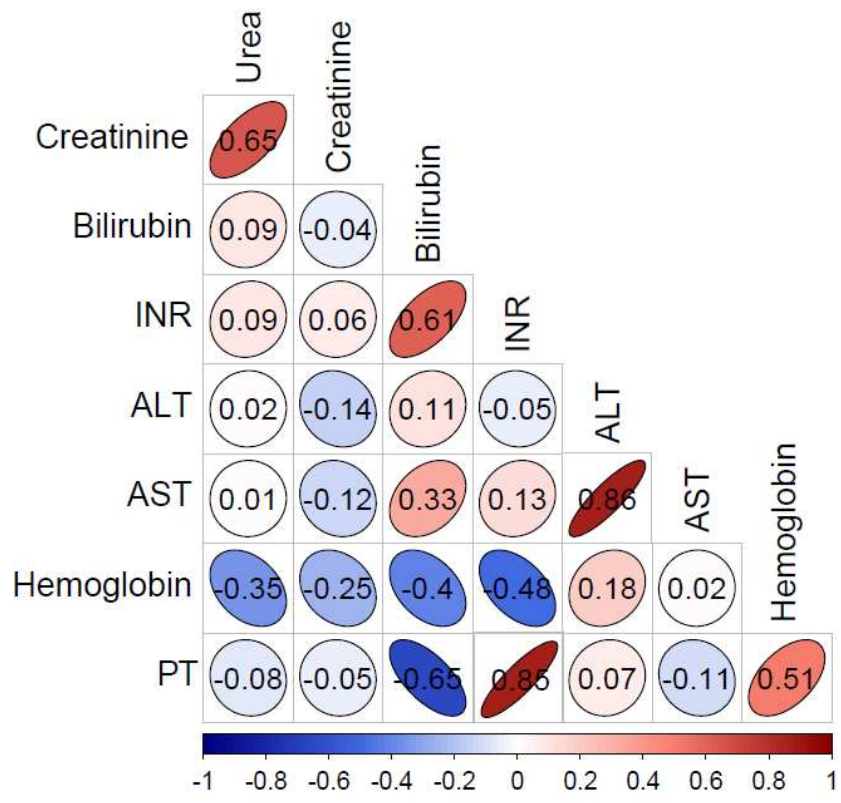 Urea
Creatinine
Bilirubin
INR
ALT
AST
Hemoglobin
Creatinine 0.65
Bilirubin 0.09 -0.04
INR 0.09 0.06 0.61
ALT 0.02 -0.14 0.11 -0.05
AST 0.01 -0.12 0.33 0.13 0.86
Hemoglobin -0.35 -0.25 -0.4 -0.48 0.18 0.02
PT -0.08 -0.05 -0.65 0.85 0.07 -0.11 0.51
-1 -0.8 -0.6 -0.4 -0.2 0 0.2 0.4 0.6 0.8 1